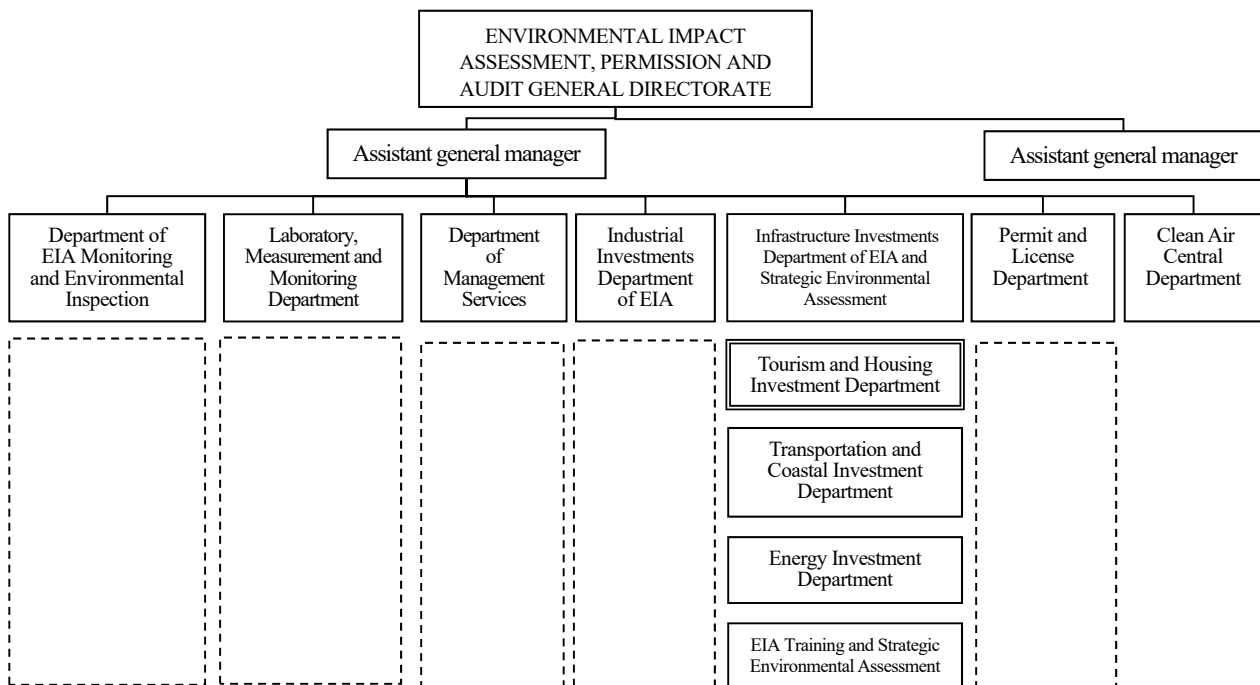 ENVIRONMENTAL IMPACT
ASSESSMENT, PERMISSION AND
AUDIT GENERAL DIRECTORATE
Assistant general manager
Assistant general manager
Department of
EIA Monitoring
and Environmental
Inspection
Laboratory,
Measurement and
Monitoring
Department
Department
of
Management
Services
Industrial
Investments
Department
of EIA
Infrastructure Investments
Department of EIA and
Strategic Environmental
Assessment
Permit and
License
Department
Clean Air
Central
Department
Tourism and Housing
Investment Department
Transportation and
Coastal Investment
Department
Energy Investment
Department
EIA Training and Strategic
Environmental Assessment